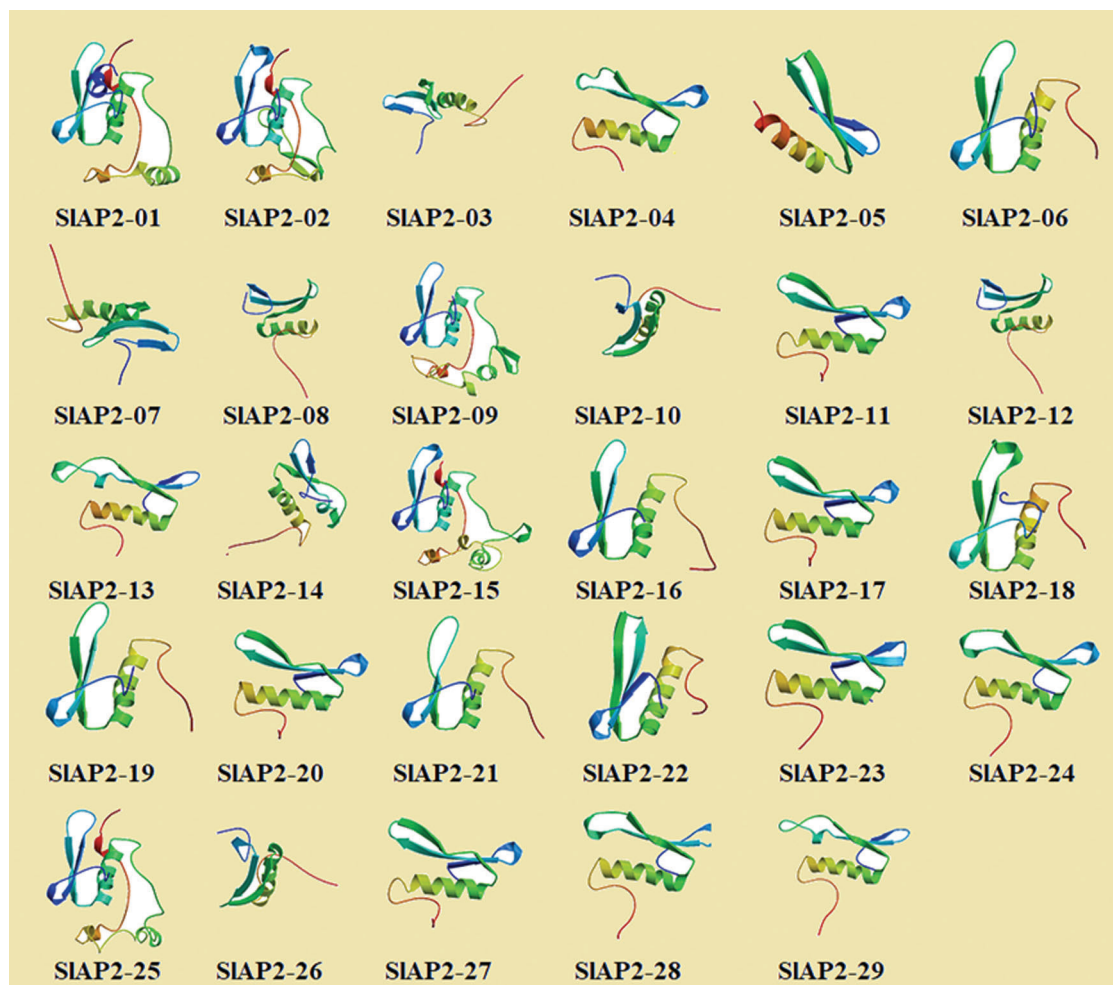 SlAP2-01 SlAP2-02 SlAP2-03 SlAP2-04 SlAP2-05 SlAP2-06
SlAP2-07 SlAP2-08 SlAP2-09 SlAP2-10 SlAP2-11 SlAP2-12
SlAP2-13 SlAP2-14 SlAP2-15 SlAP2-16 SlAP2-17 SlAP2-18
SlAP2-19 SlAP2-20 SlAP2-21 SlAP2-22 SlAP2-23 SlAP2-24
SlAP2-25 SlAP2-26 SlAP2-27 SlAP2-28 SlAP2-29